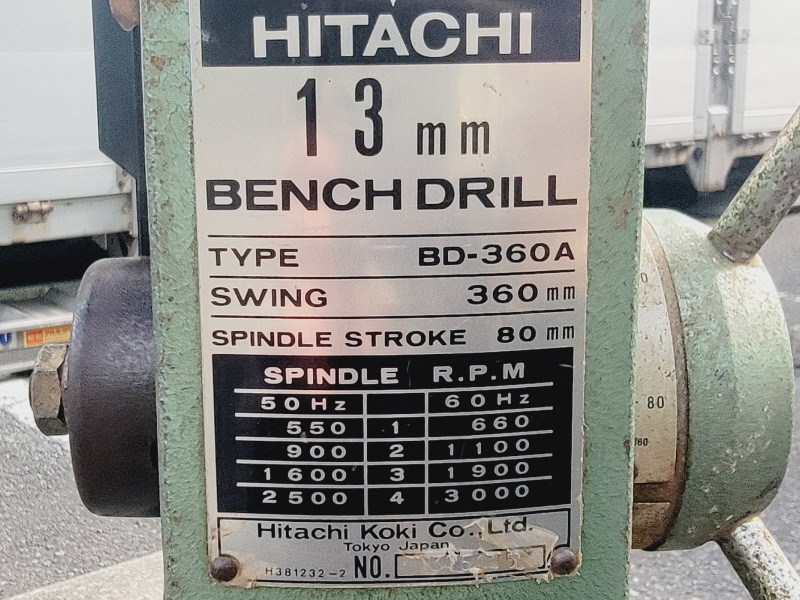 HITACHI
13 mm
BENCH DRILL
TYPE BD-360A
SWING 360 mm
SPINDLE STROKE 80 mm
SPINDLE R.P.M
50Hz 60Hz
550 1 660
900 2 1100
1600 3 1900
2500 4 3000
Hitachi Koki Co., Ltd.
Tokyo Japan
H381232-2 NO.
80